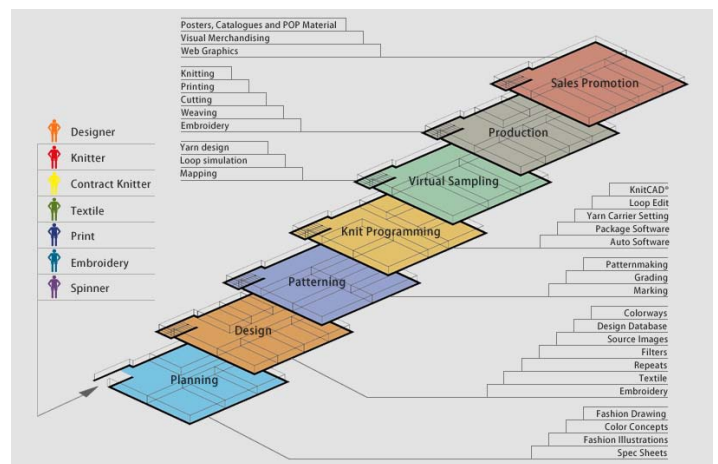 Posters, Catalogues and POP Material
Visual Merchandising
Web Graphics
Sales Promotion
Knitting
Printing
Cutting
Weaving
Embroidery
Production
Yarn design
Loop simulation
Mapping
Virtual Sampling
Designer
Knitter
Contract Knitter
Textile
Print
Embroidery
Spinner
KnitCAD*
Loop Edit
Yarn Carrier Setting
Package Software
Auto Software
Knit Programming
Patternmaking
Grading
Marking
Patterning
Colorways
Design Database
Source Images
Filters
Repeats
Textile
Embroidery
Design
Fashion Drawing
Color Concepts
Fashion Illustrations
Spec Sheets
Planning